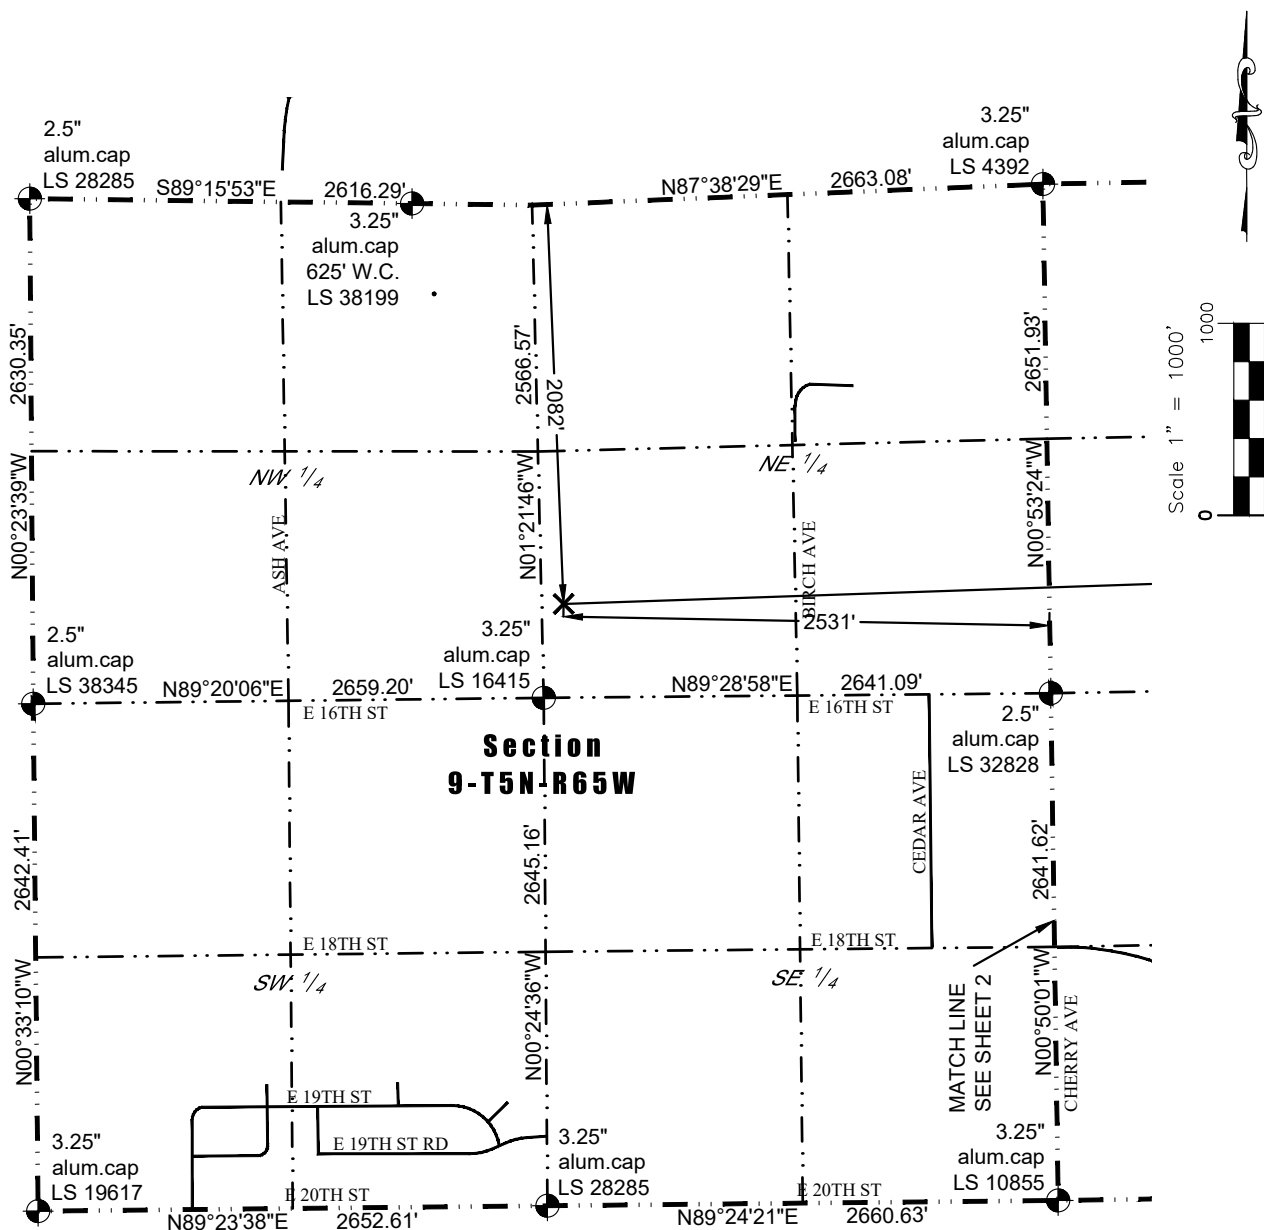 2.5"
alum.cap
LS 28285
S89°15'53"E
2616.29'
3.25"
alum.cap
625' W.C.
LS 38199
N87°38'29"E
2663.08'
3.25"
alum.cap
LS 4392
Scale 1" = 1000'
0
1000
2630.35'
N00°23'39"W
2566.57'
N01°21'46"W
2082'
2651.93'
N00°53'24"W
NW 1/4
NE 1/4
ASH AVE
BIRCH AVE
2531'
2.5"
alum.cap
LS 38345
N89°20'06"E
2659.20'
3.25"
alum.cap
LS 16415
N89°28'58"E
2641.09'
E 16TH ST
E 16TH ST
2.5"
alum.cap
LS 32828
Section
9-T5N-R65W
CEDAR AVE
2642.41'
N00°33'10"W
2645.16'
N00°24'36"W
2641.62'
N00°50'01"W
E 18TH ST
E 18TH ST
SW 1/4
SE 1/4
MATCH LINE
SEE SHEET 2
CHERRY AVE
E 19TH ST
E 19TH ST RD
3.25"
alum.cap
LS 19617
3.25"
alum.cap
LS 28285
3.25"
alum.cap
LS 10855
E 20TH ST
E 20TH ST
N89°23'38"E
2652.61'
N89°24'21"E
2660.63'